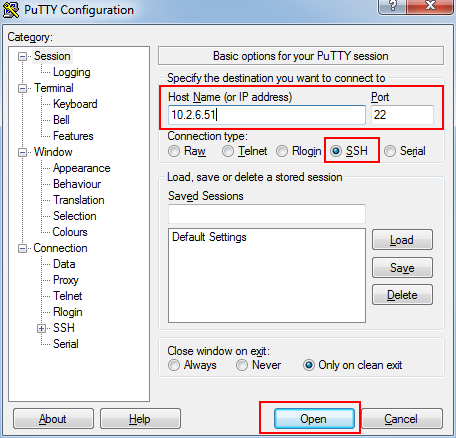 PuTTY Configuration
Category:
Session
Logging
Terminal
Keyboard
Bell
Features
Window
Appearance
Behaviour
Translation
Selection
Colours
Connection
Data
Proxy
Telnet
Rlogin
SSH
Serial
Basic options for your PuTTY session
Specify the destination you want to connect to
Host Name (or IP address) Port
10.2.6.51 22
Connection type:
Raw Telnet Rlogin SSH Serial
Load, save or delete a stored session
Saved Sessions
Default Settings
Load
Save
Delete
Close window on exit:
Always Never Only on clean exit
About Help Open Cancel